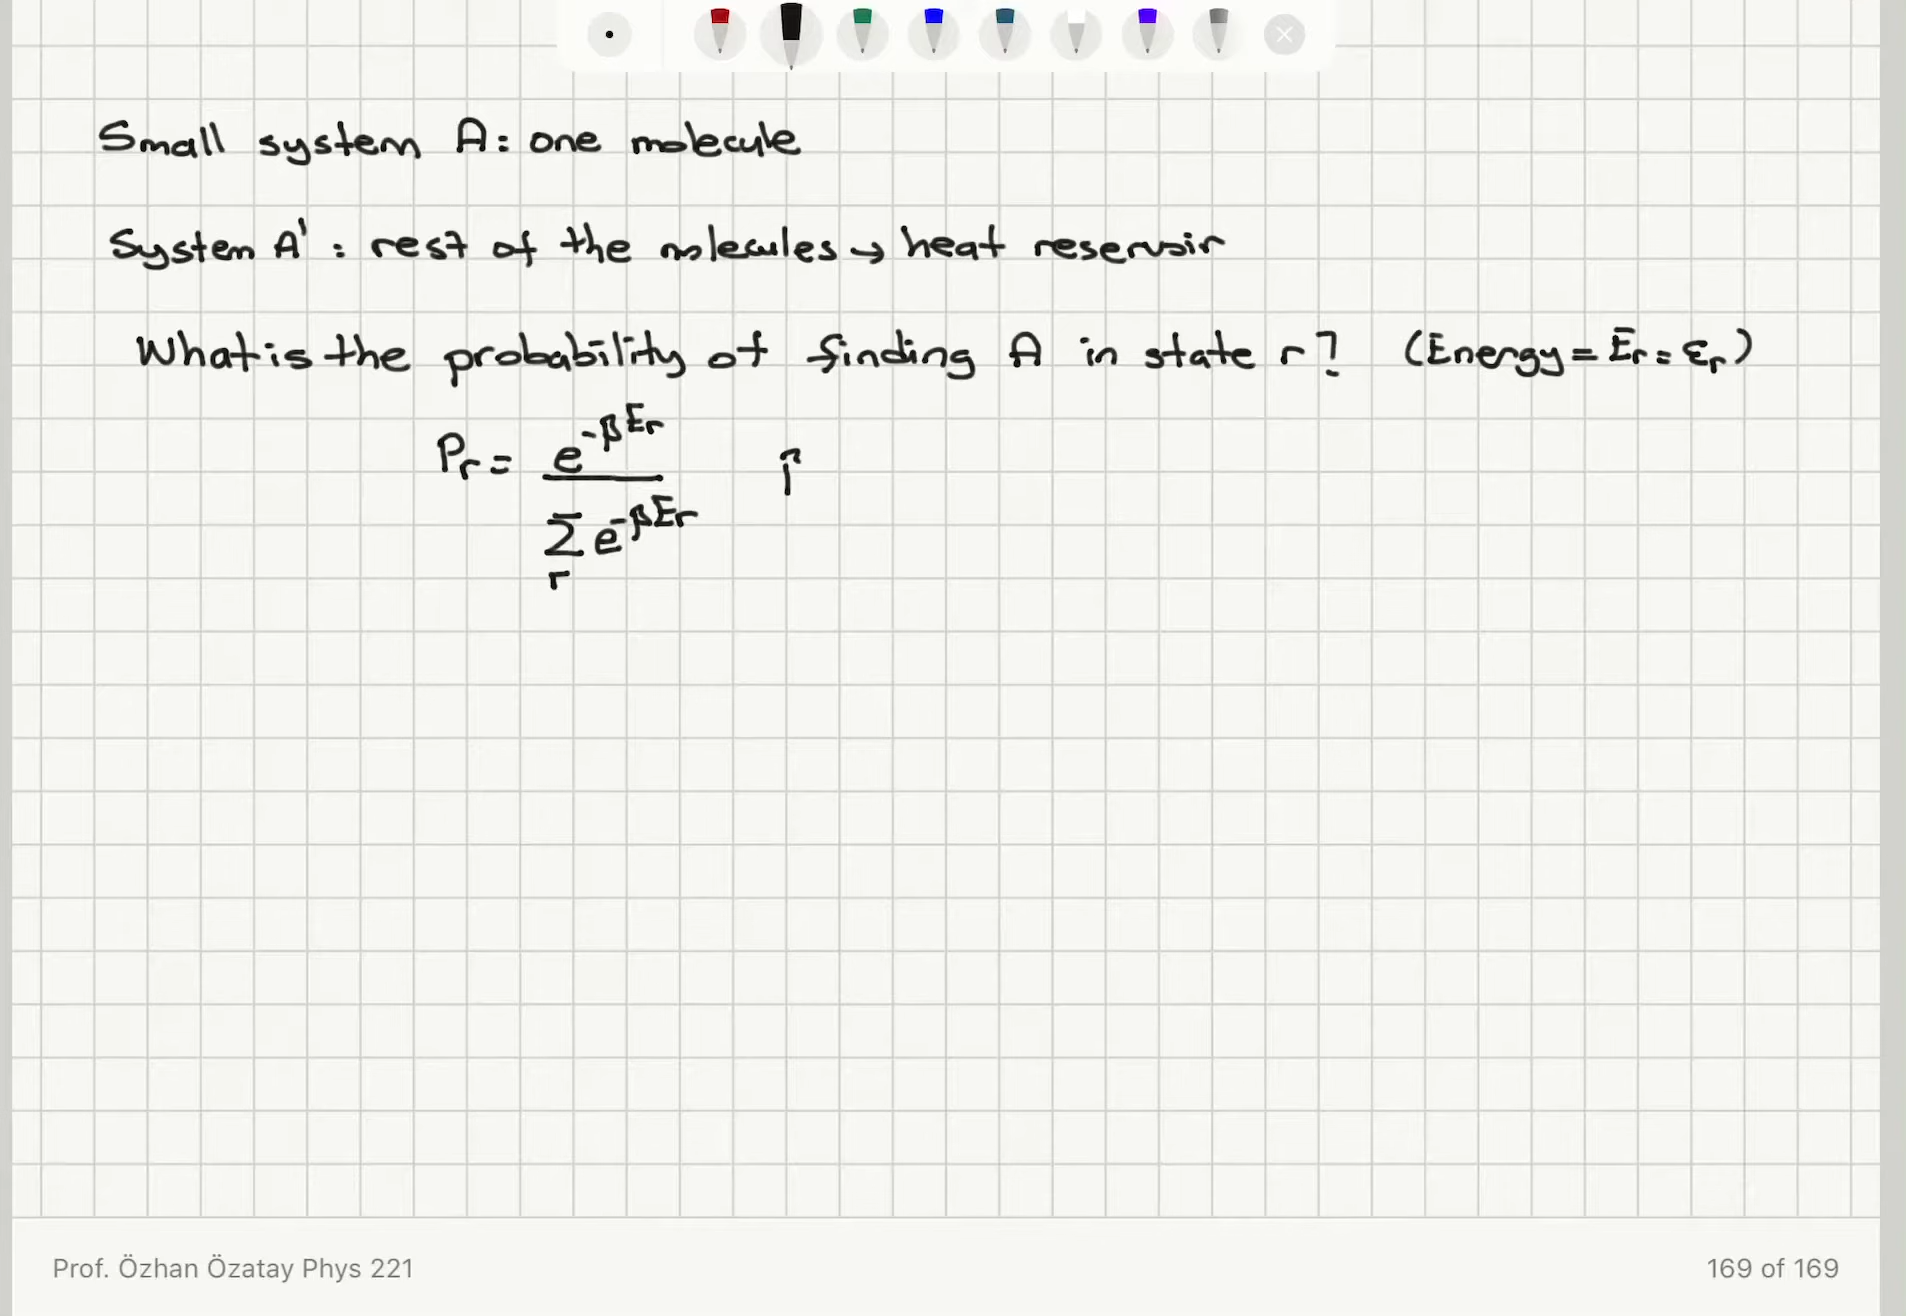 Small system A: one molecule
System A' : rest of the molecules → heat reservoir
What is the probability of finding A in state r? (Energy = Er = εr)
Pr = e^-βEr / Σr e^-βEr
Prof. Özhan Özatay Phys 221
169 of 169